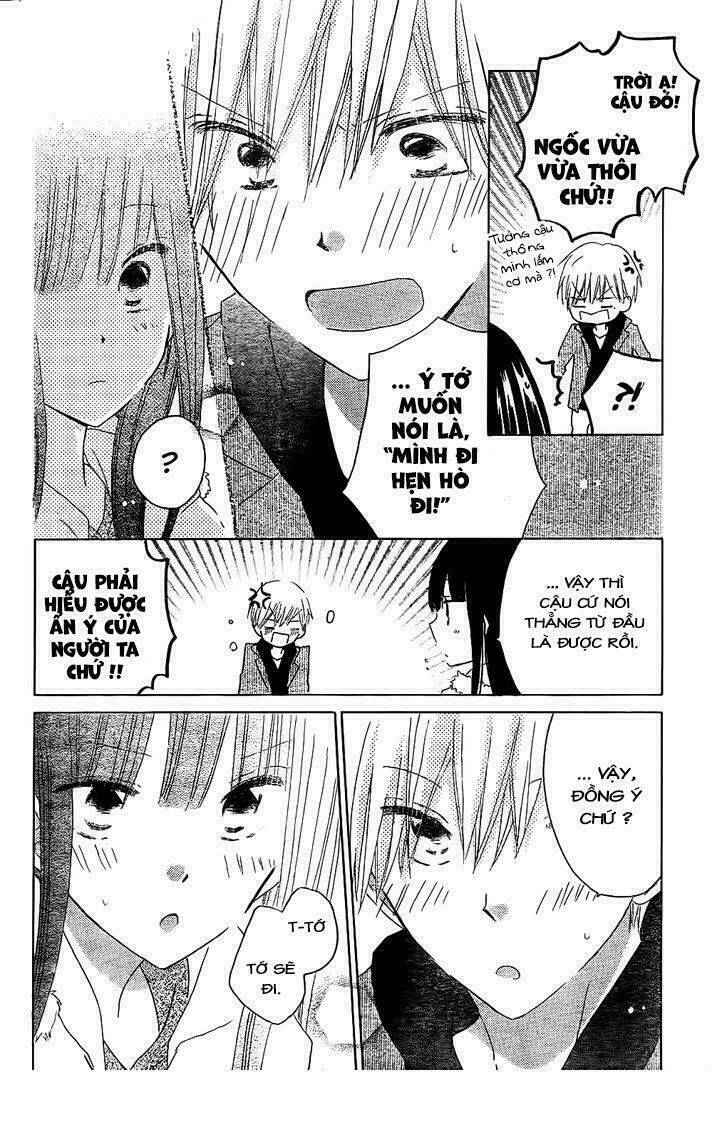 TRỜI Ạ!
CẬU ĐÓ!
NGỐC VỪA
VỪA THÔI
CHỨ!!
Tưởng cậu
thông
minh lắm
cơ mà ?!
?!
... Ý TỚ
MUỐN
NÓI LÀ,
"MÌNH ĐI
HẸN HÒ
ĐI!"
?
... VẬY THÌ
CẬU CỨ NÓI
THẲNG TỪ ĐẦU
LÀ ĐƯỢC RỒI.
CẬU PHẢI
HIỂU ĐƯỢC
ẨN Ý CỦA
NGƯỜI TA
CHỨ !!
... VẬY,
ĐỒNG Ý
CHỨ ?
T-TỚ
TỚ SẼ
ĐI.